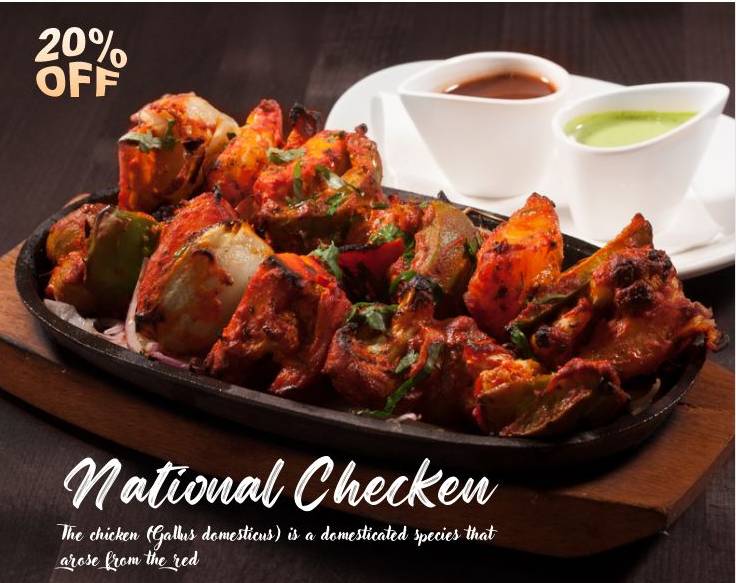 20%
OFF
National Checken
The chicken (Gallus domesticus) is a domesticated species that
arose from the red